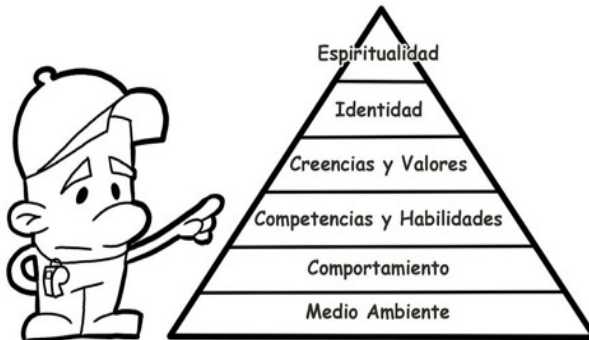 Espiritualidad
Identidad
Creencias y Valores
Competencias y Habilidades
Comportamiento
Medio Ambiente